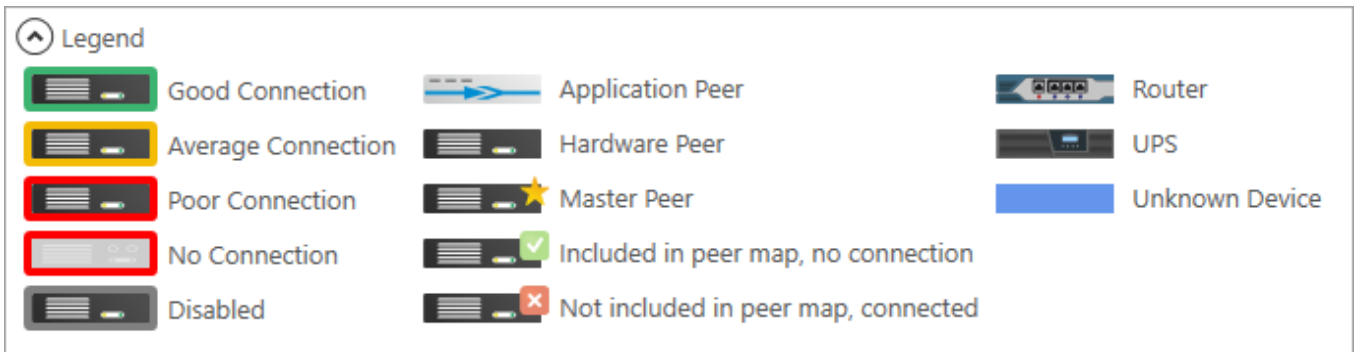 Legend
Good Connection
Average Connection
Poor Connection
No Connection
Disabled
Application Peer
Hardware Peer
Master Peer
Included in peer map, no connection
Not included in peer map, connected
Router
UPS
Unknown Device